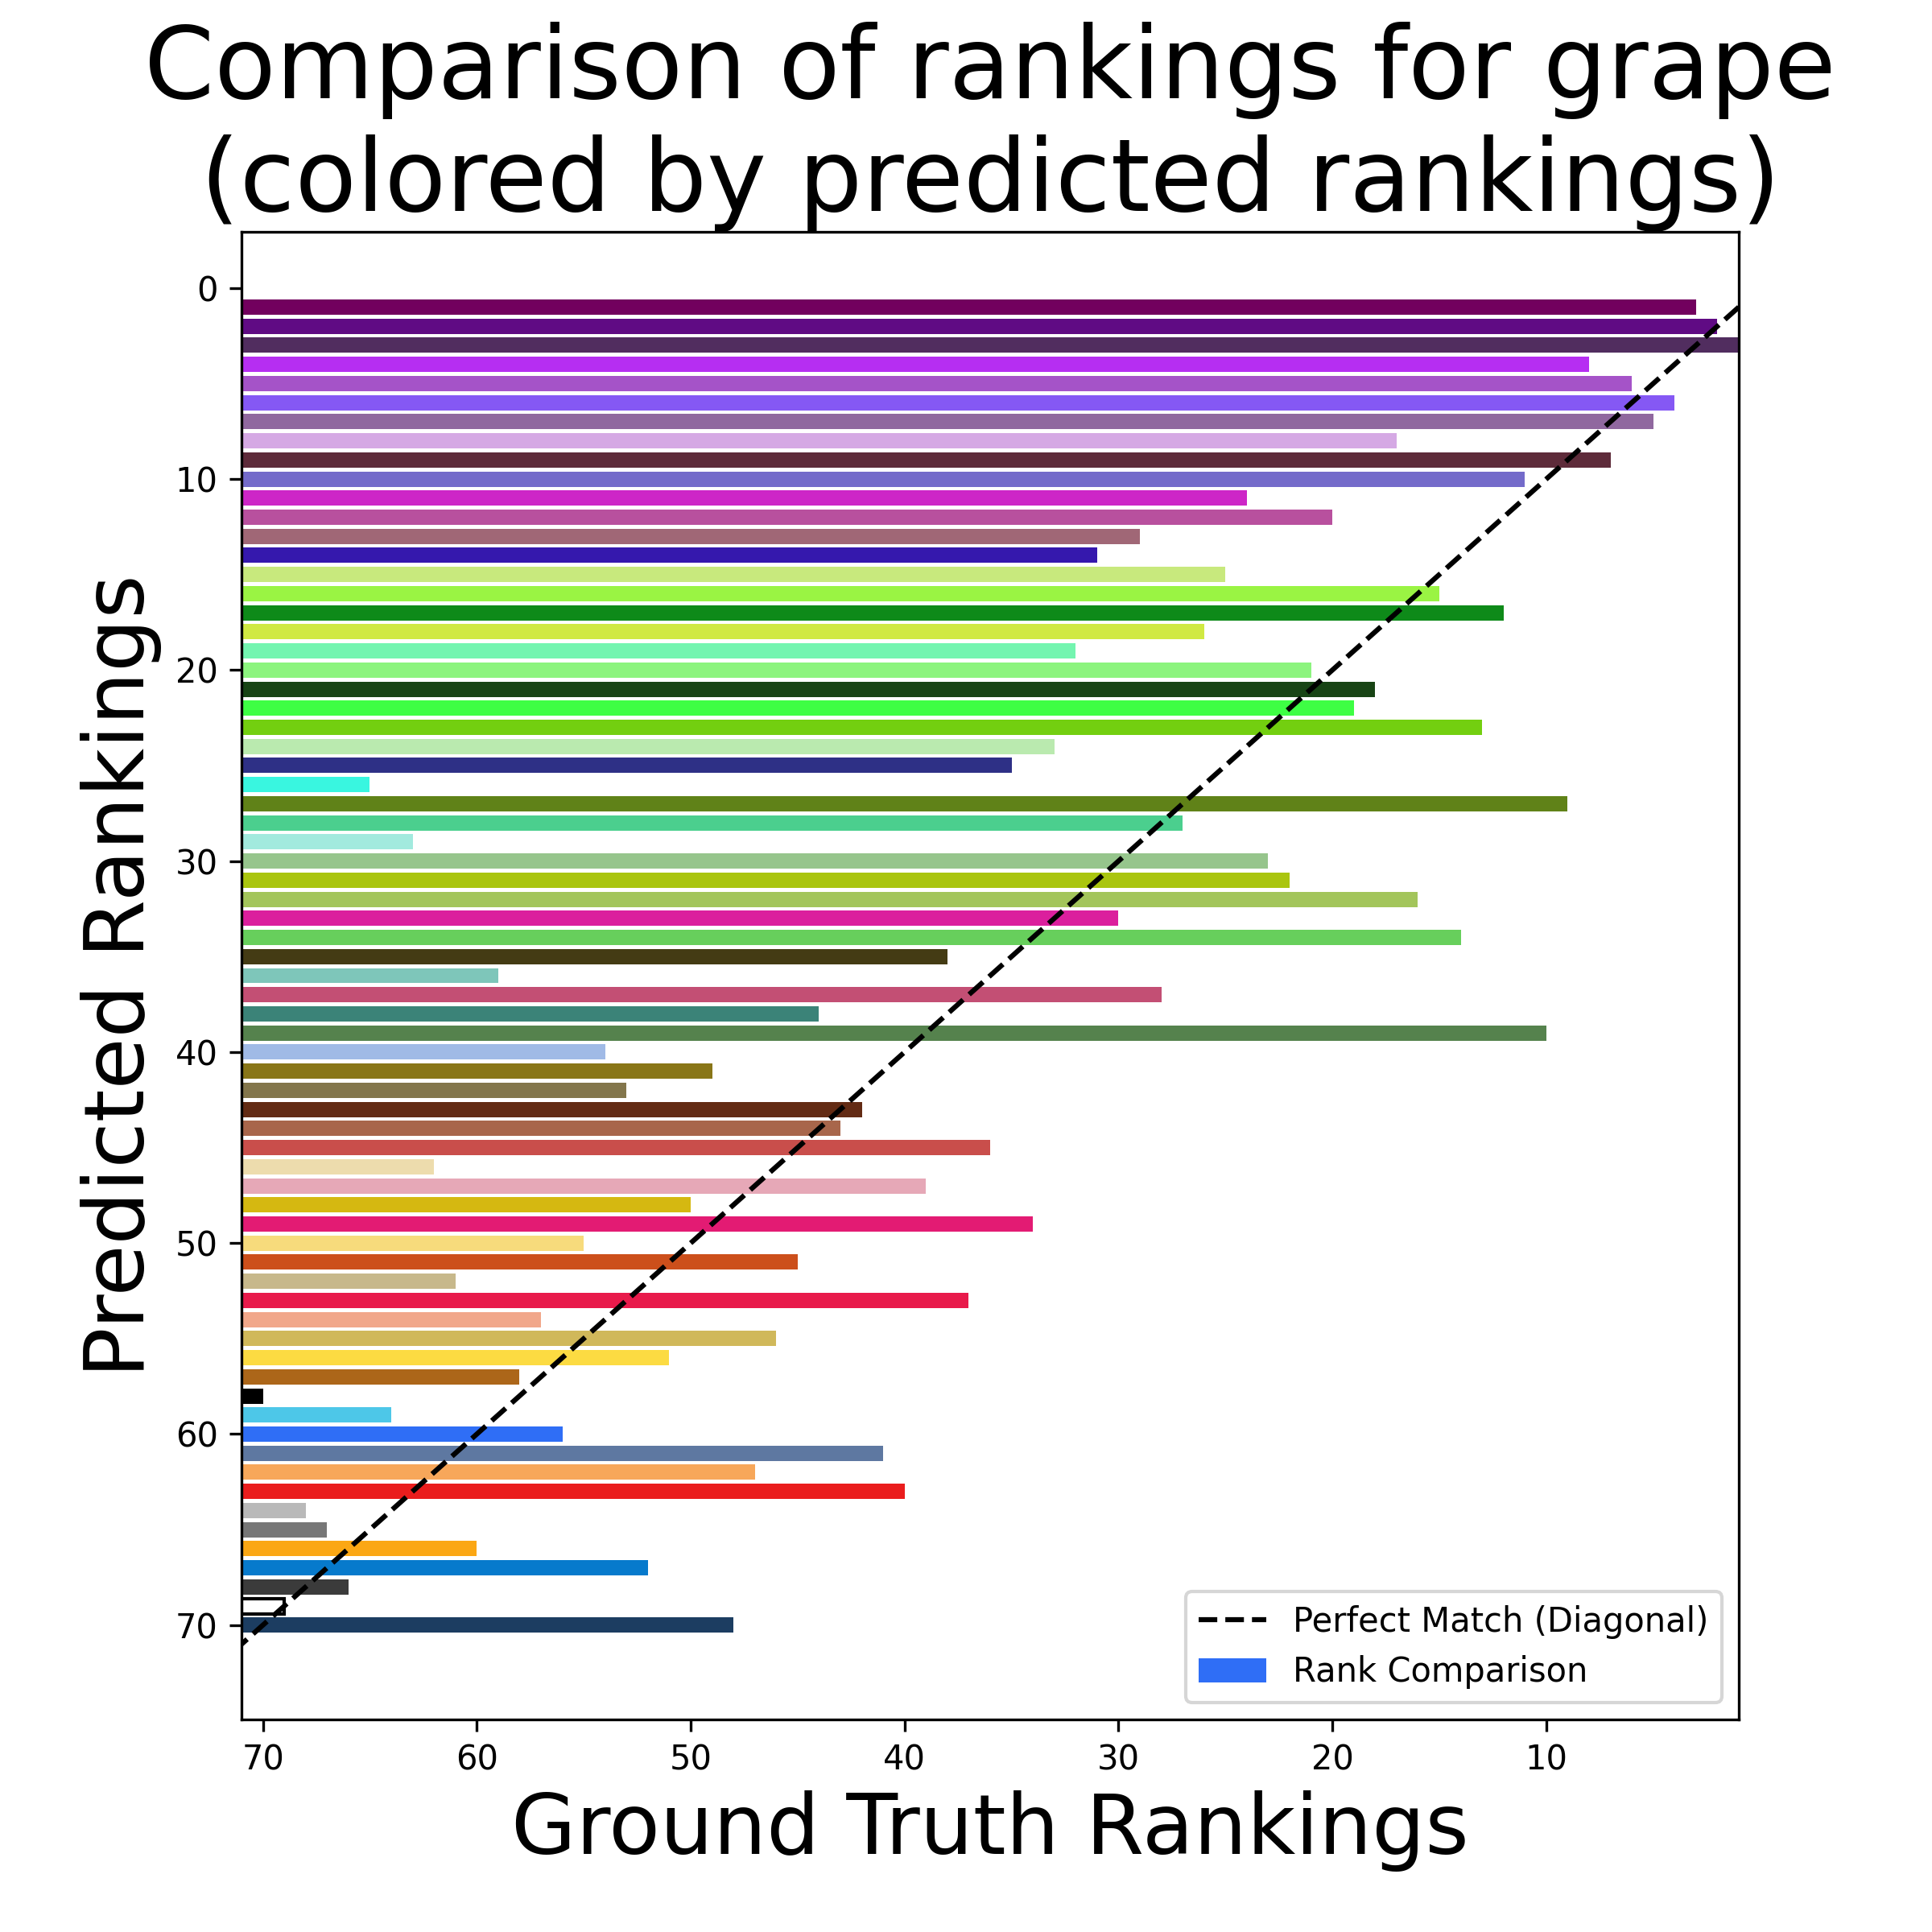 Comparison of rankings for grape
(colored by predicted rankings)
Predicted Rankings
0
10
20
30
40
50
60
70
Perfect Match (Diagonal)
Rank Comparison
70 60 50 40 30 20 10
Ground Truth Rankings